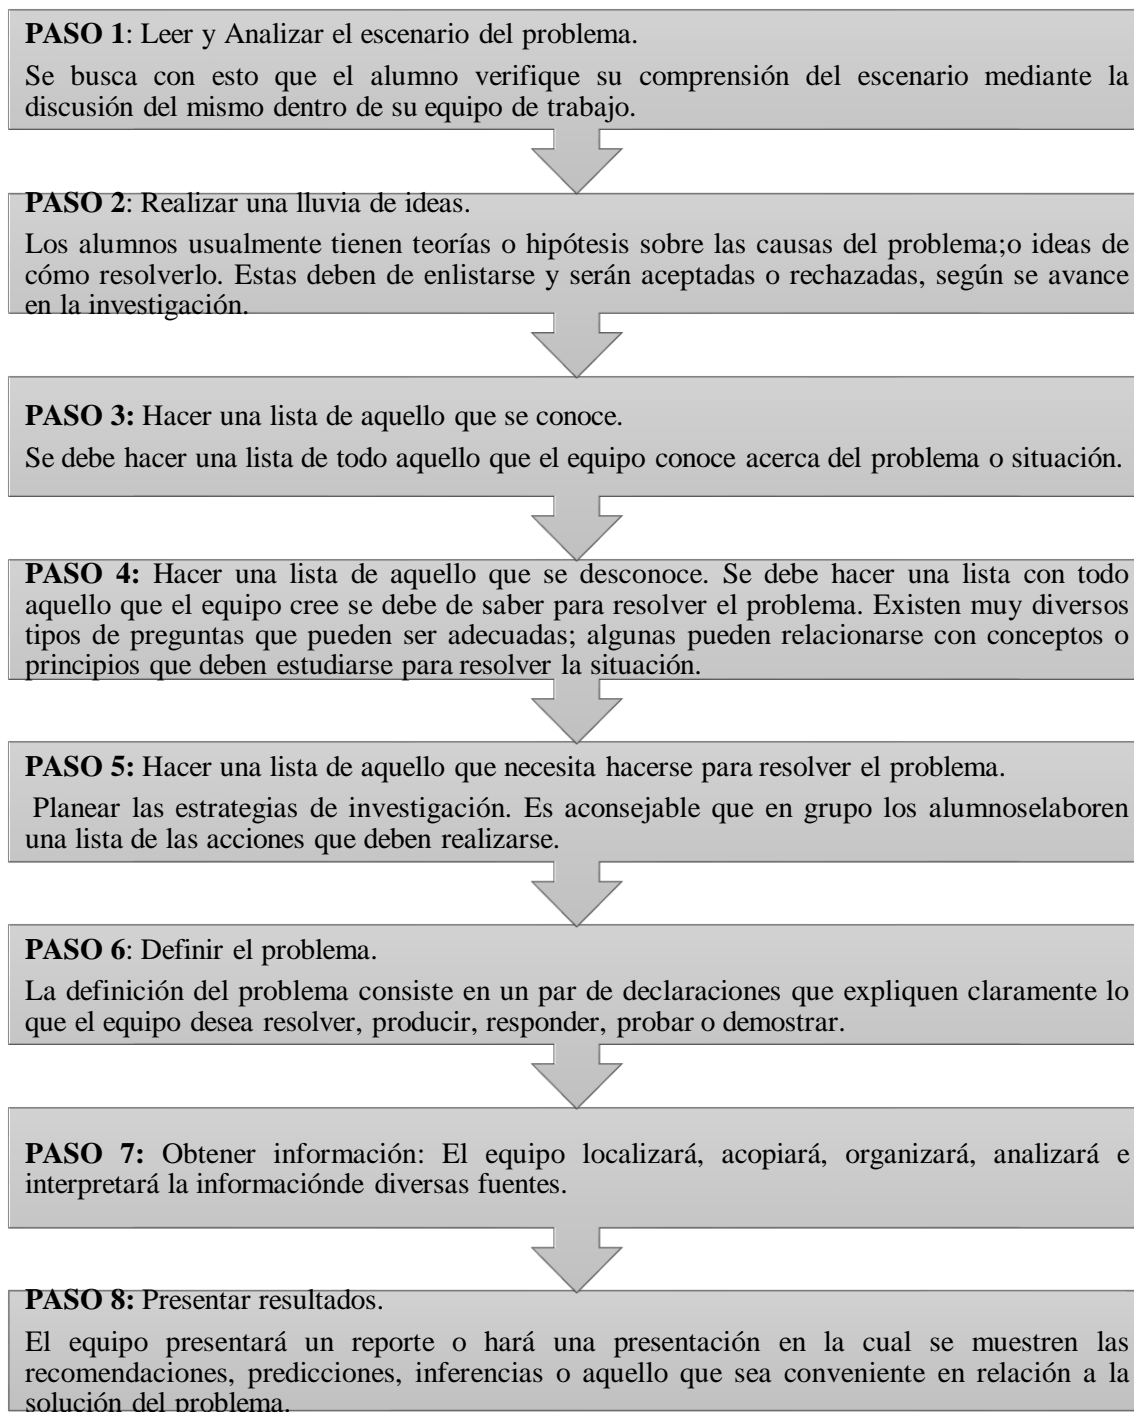 PASO 1: Leer y Analizar el escenario del problema.
Se busca con esto que el alumno verifique su comprensión del escenario mediante la
discusión del mismo dentro de su equipo de trabajo.
PASO 2: Realizar una lluvia de ideas.
Los alumnos usualmente tienen teorías o hipótesis sobre las causas del problema;o ideas de
cómo resolverlo. Estas deben de enlistarse y serán aceptadas o rechazadas, según se avance
en la investigación.
PASO 3: Hacer una lista de aquello que se conoce.
Se debe hacer una lista de todo aquello que el equipo conoce acerca del problema o situación.
PASO 4: Hacer una lista de aquello que se desconoce. Se debe hacer una lista con todo
aquello que el equipo cree se debe de saber para resolver el problema. Existen muy diversos
tipos de preguntas que pueden ser adecuadas; algunas pueden relacionarse con conceptos o
principios que deben estudiarse para resolver la situación.
PASO 5: Hacer una lista de aquello que necesita hacerse para resolver el problema.
Planear las estrategias de investigación. Es aconsejable que en grupo los alumnoselaboren
una lista de las acciones que deben realizarse.
PASO 6: Definir el problema.
La definición del problema consiste en un par de declaraciones que expliquen claramente lo
que el equipo desea resolver, producir, responder, probar o demostrar.
PASO 7: Obtener información: El equipo localizará, acopiará, organizará, analizará e
interpretará la informaciónde diversas fuentes.
PASO 8: Presentar resultados.
El equipo presentará un reporte o hará una presentación en la cual se muestren las
recomendaciones, predicciones, inferencias o aquello que sea conveniente en relación a la
solución del problema.